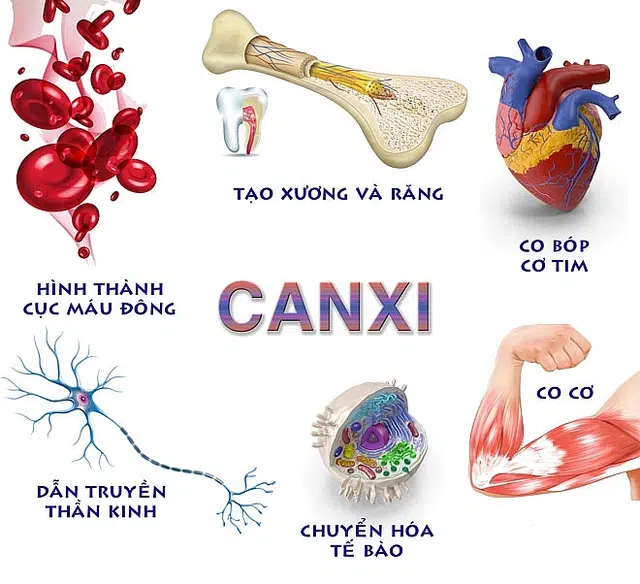 TẠO XƯƠNG VÀ RĂNG
CO BÓP
CƠ TIM
HÌNH THÀNH
CỤC MÁU ĐÔNG
CANXI
CO CƠ
DẪN TRUYỀN
THẦN KINH
CHUYỂN HÓA
TẾ BÀO